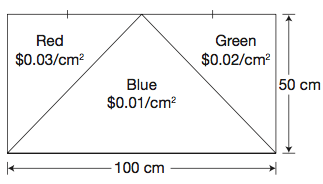 Red
$0.03/cm²
Green
$0.02/cm²
Blue
$0.01/cm²
50 cm
100 cm